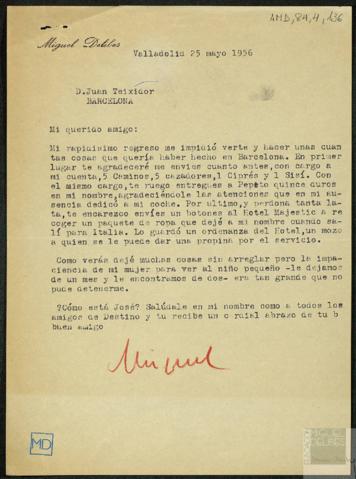 AMD, 84, 4, 136
Miguel Delibes
Valladolid 25 mayo 1956
D.Juan Teixidor
BARCELONA
Mi querido amigo:
Mi rapidísimo regreso me impidió verte y hacer unas cuan
tas cosas que quería haber hecho en Barcelona. En primer
lugar te agradeceré me envies cuanto antes,con cargo a
mi cuenta,5 Caminos,5 cazadores,1 Ciprés y 1 Sisí. Con
el mismo cargo,te ruego entregues a Pepeto quince duros
en mi nombre,agradeciéndole las atenciones que en mi au
sencia dedicó a mi coche. Por ultimo,y perdona tanta la
ta,te encarezco envíes un botones al Hotel Majestic a re
coger un paquete de ropa que dejé a mi nombre cuando sa
lí para Italia. Lo guardó un ordenanza del Hotel,un mozo
a quien se le puede dar una propina por el servicio.
Como verás dejé muchas cosas sin arreglar pero la impa
ciencia de mi mujer para ver al niño pequeño -le dejamos
de un mes y le encontramos de dos- era tan grande que no
pude detenerme.
?Cómo está José? Salúdale en mi nombre como a todos los
amigos de Destino y tu recibe un c ruial abrazo de tu b
buen amigo
Miguel
MD
MIGUEL
DELIBES